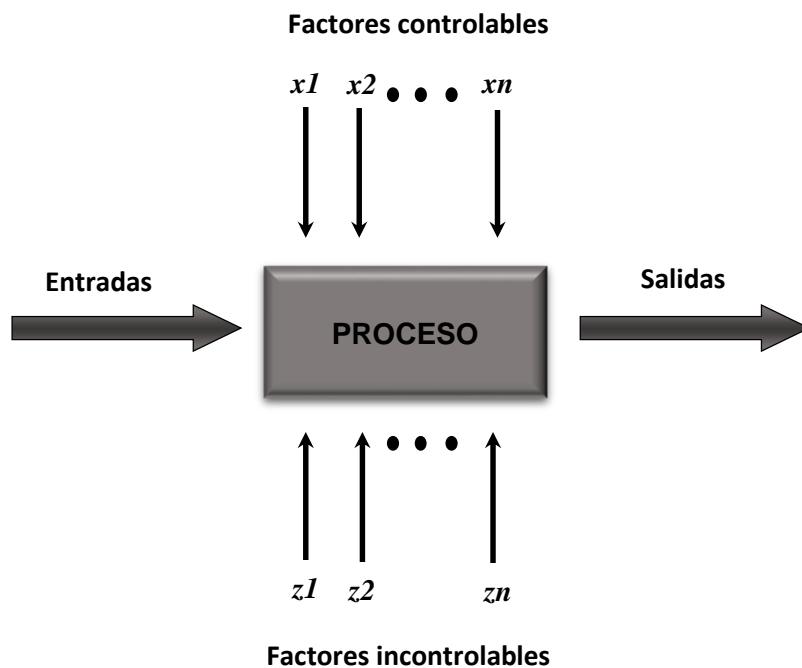 Factores controlables
x1 x2 • • • xn
Entradas
Salidas
PROCESO
• • •
z1 z2 zn
Factores incontrolables